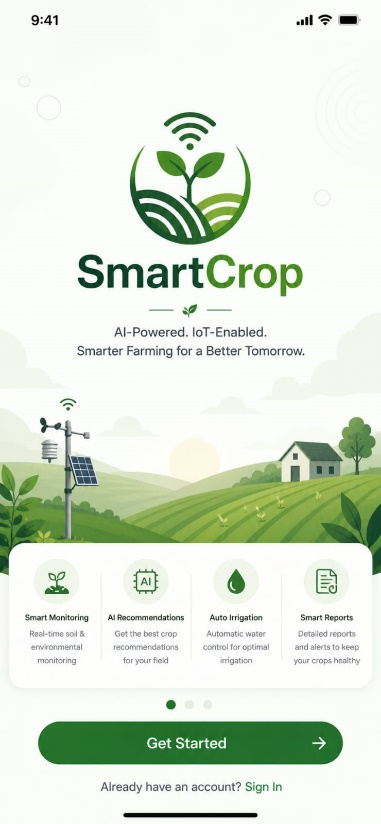 9:41
SmartCrop
AI-Powered. IoT-Enabled.
Smarter Farming for a Better Tomorrow.
AI
Smart Monitoring
Real-time soil &
environmental
monitoring
AI Recommendations
Get the best crop
recommendations
for your field
Auto Irrigation
Automatic water
control for optimal
irrigation
Smart Reports
Detailed reports
and alerts to keep
your crops healthy
Get Started
Already have an account? Sign In